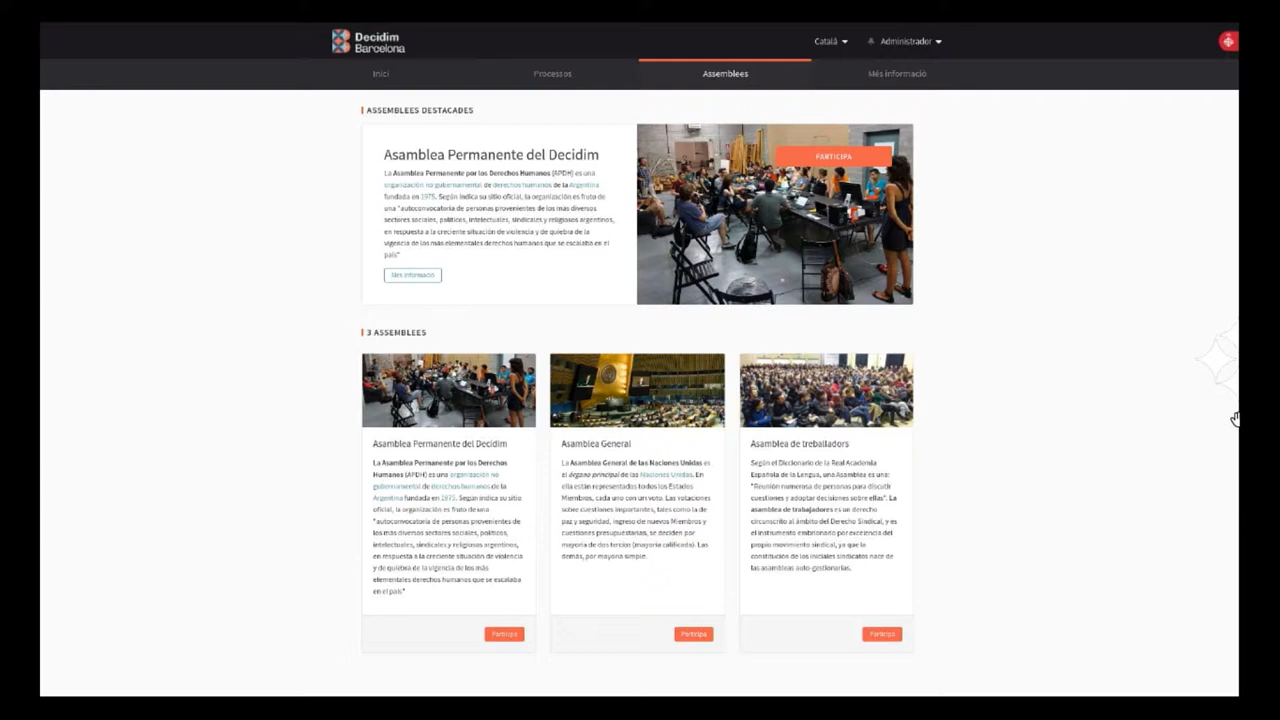 Decidim
Barcelona
Català
Administrador
Inici
Processos
Assemblees
Més informació
ASSEMBLEES DESTACADES
Asamblea Permanente del Decidim
La Asamblea Permanente por los Derechos Humanos (APDH) es una
organización no gubernamental de derechos humanos de la Argentina
fundada en 1975. Según indica su sitio oficial, la organización es fruto de
una "autoconvocatoria de personas provenientes de los más diversos
sectores sociales, políticos, intelectuales, sindicales y religiosos argentinos,
en respuesta a la creciente situación de violencia y de quiebra de la
vigencia de los más elementales derechos humanos que se escalaba en el
país"
Més informació
PARTICIPA
3 ASSEMBLEES
Asamblea Permanente del Decidim
La Asamblea Permanente por los Derechos
Humanos (APDH) es una organización no
gubernamental de derechos humanos de la
Argentina fundada en 1975. Según indica su sitio
oficial, la organización es fruto de una
"autoconvocatoria de personas provenientes de
los más diversos sectores sociales, políticos,
intelectuales, sindicales y religiosos argentinos,
en respuesta a la creciente situación de violencia
y de quiebra de la vigencia de los más
elementales derechos humanos que se escalaba
en el país"
Participa
Asamblea General
La Asamblea General de las Naciones Unidas es
el órgano principal de las Naciones Unidas. En
ella están representados todos los Estados
Miembros, cada uno con un voto. Las votaciones
sobre cuestiones importantes, tales como la de
paz y seguridad, ingreso de nuevos Miembros y
cuestiones presupuestarias, se deciden por
mayoría de dos tercios (mayoría calificada). Las
demás, por mayoría simple.
Participa
Asamblea de treballadors
Según el Diccionario de la Real Academia
Española de la Lengua, una Asamblea es una:
"Reunión numerosa de personas para discutir
cuestiones y adoptar decisiones sobre ellas". La
asamblea de trabajadores es un derecho
circunscrito al ámbito del Derecho Sindical, y es
el instrumento embrionario por excelencia del
propio movimiento sindical, ya que la
constitución de los iniciales sindicatos nace de
las asambleas auto-gestionarias.
Participa